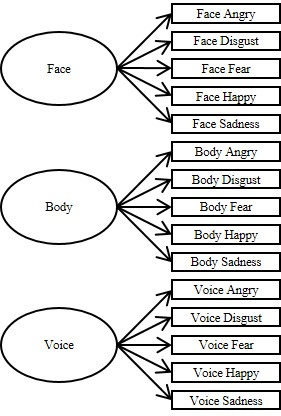 Face Angry
Face Disgust
Face
Face Fear
Face Happy
Face Sadness
Body Angry
Body Disgust
Body
Body Fear
Body Happy
Body Sadness
Voice Angry
Voice Disgust
Voice
Voice Fear
Voice Happy
Voice Sadness